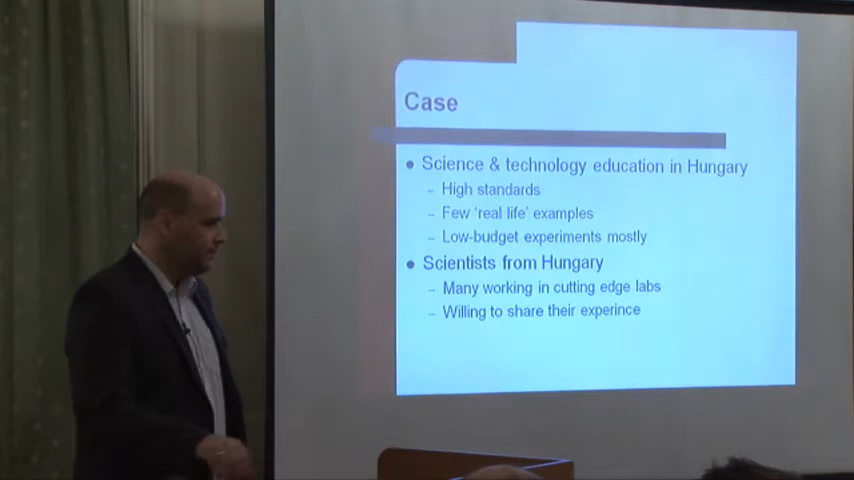 Case
• Science & technology education in Hungary
– High standards
– Few ‘real life’ examples
– Low-budget experiments mostly
• Scientists from Hungary
– Many working in cutting edge labs
– Willing to share their experince